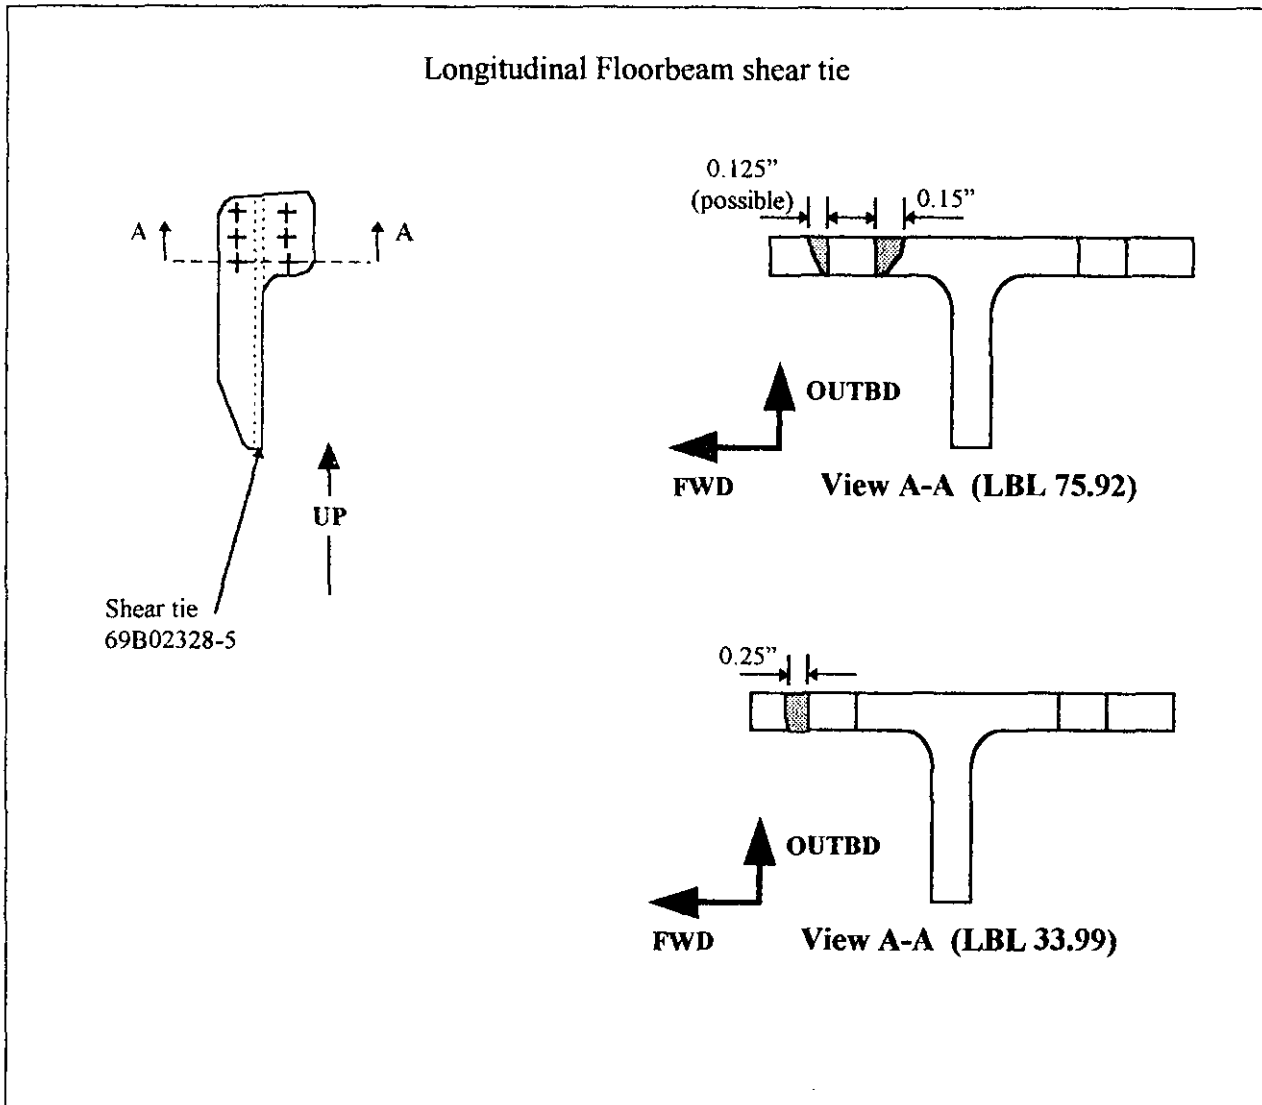 Longitudinal Floorbeam shear tie
0.125”
(possible)
0.15”
A
A
OUTBD
FWD
View A-A (LBL 75.92)
UP
Shear tie
69B02328-5
0.25”
OUTBD
FWD
View A-A (LBL 33.99)